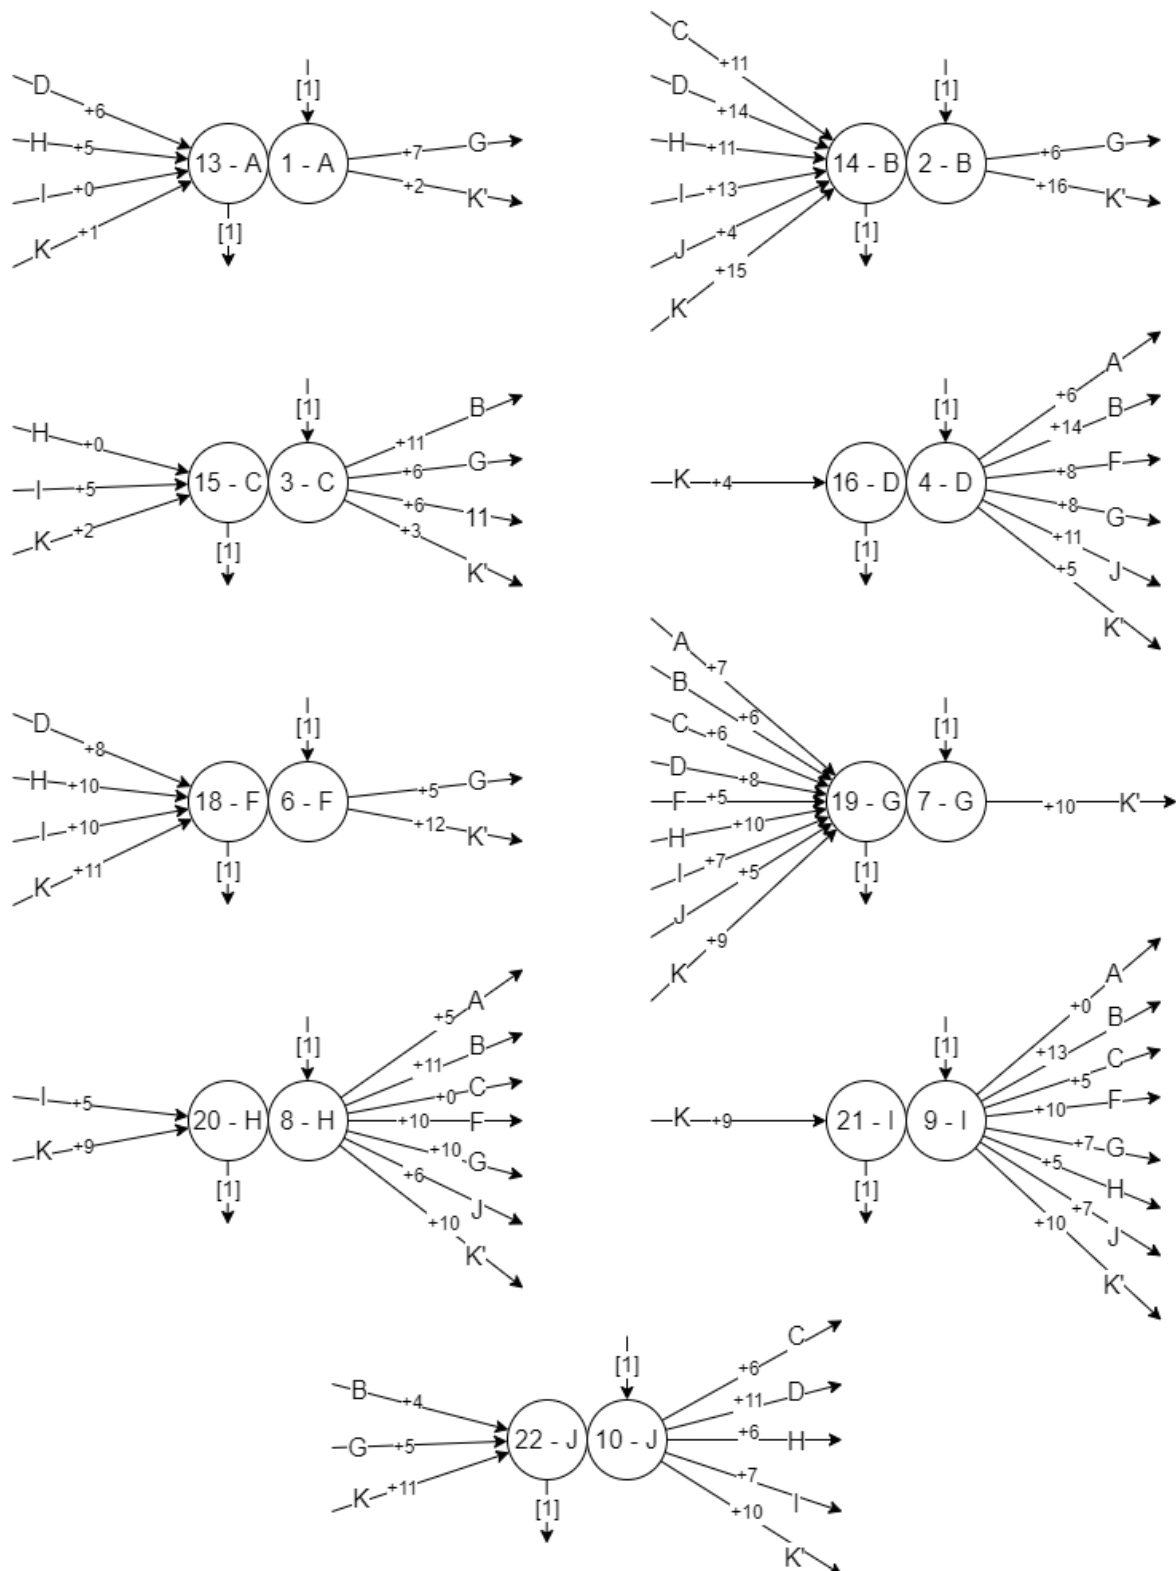 D +6
H +5
I +0
K +1
13 - A
1 - A
[1]
[1]
+7 G
+2 K'
C +11
D +14
H +11
I +13
J +4
K +15
14 - B
2 - B
[1]
[1]
+6 G
+16 K'
H +0
I +5
K +2
15 - C
3 - C
[1]
[1]
+11 B
+6 G
+6 11
+3 K'
K +4
16 - D
4 - D
[1]
[1]
+6 A
+14 B
+8 F
+8 G
+11 J
+5 K'
D +8
H +10
I +10
K +11
18 - F
6 - F
[1]
[1]
+5 G
+12 K'
A +7
B +6
C +6
D +8
F +5
H +10
I +7
J +5
K +9
19 - G
7 - G
[1]
[1]
+10 K'
I +5
K +9
20 - H
8 - H
[1]
[1]
+5 A
+11 B
+0 C
+10 F
+10 G
+6 J
+10 K'
K +9
21 - I
9 - I
[1]
[1]
+0 A
+13 B
+5 C
+10 F
+7 G
+5 H
+7 J
+10 K'
B +4
G +5
K +11
22 - J
10 - J
[1]
[1]
+6 C
+11 D
+6 H
+7 I
+10 K'